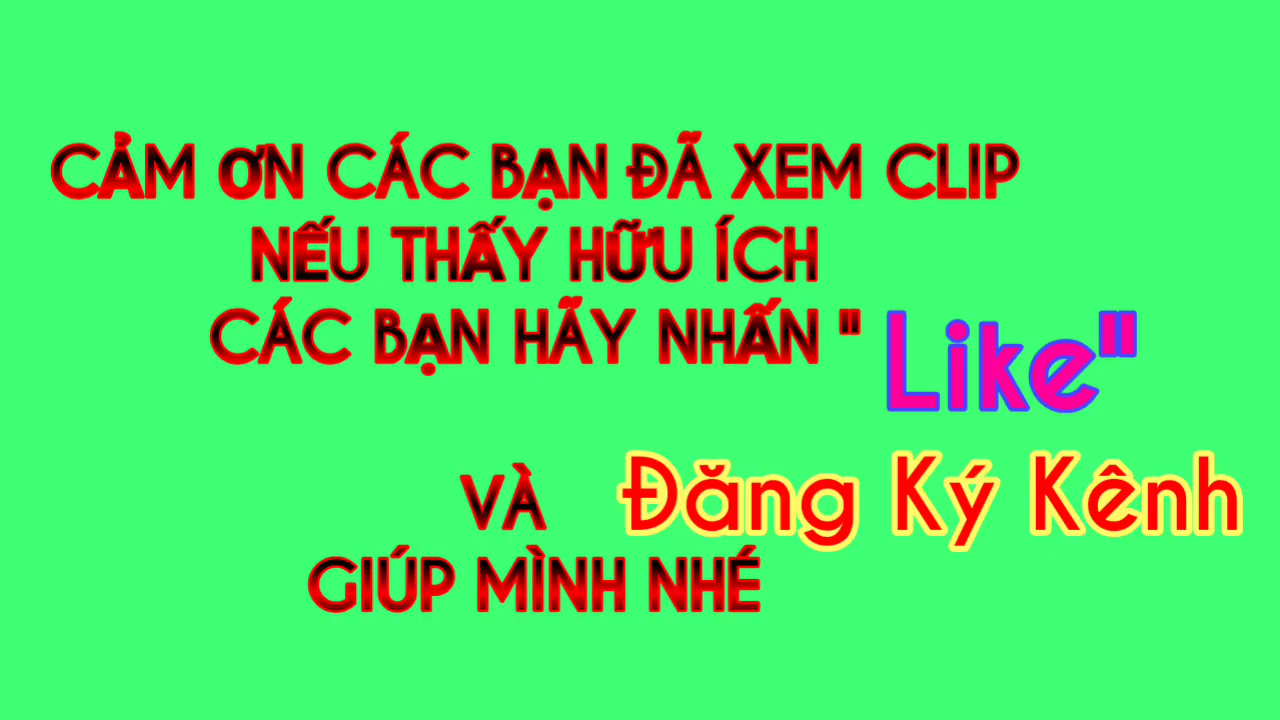 CẢM ƠN CÁC BẠN ĐÃ XEM CLIP
NẾU THẤY HỮU ÍCH
CÁC BẠN HÃY NHẤN " Like"
VÀ Đăng Ký Kênh
GIÚP MÌNH NHÉ